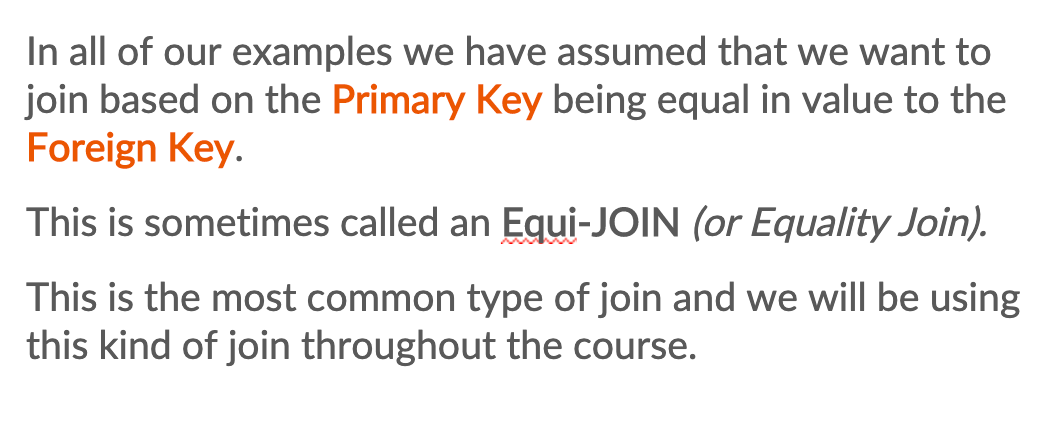 In all of our examples we have assumed that we want to
join based on the Primary Key being equal in value to the
Foreign Key.
This is sometimes called an Equi-JOIN (or Equality Join).
This is the most common type of join and we will be using
this kind of join throughout the course.